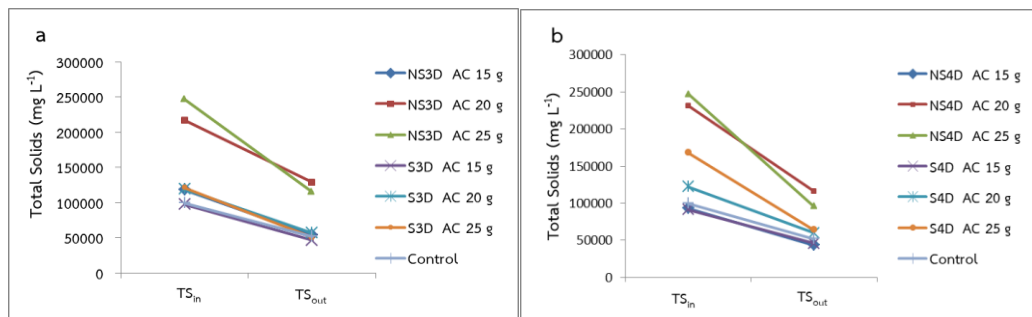 a
Total Solids (mg L⁻¹)
300000
250000
200000
150000
100000
50000
0
TSin
TSout
NS3D AC 15 g
NS3D AC 20 g
NS3D AC 25 g
S3D AC 15 g
S3D AC 20 g
S3D AC 25 g
Control
b
Total Solids (mg L⁻¹)
300000
250000
200000
150000
100000
50000
0
TSin
TSout
NS4D AC 15 g
NS4D AC 20 g
NS4D AC 25 g
S4D AC 15 g
S4D AC 20 g
S4D AC 25 g
Control